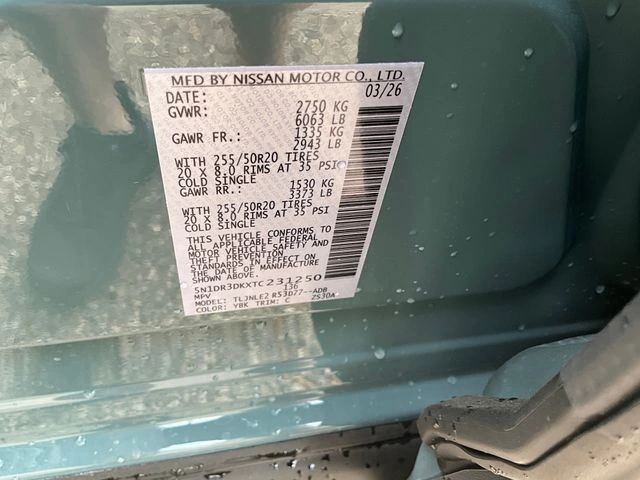 MFD BY NISSAN MOTOR CO., LTD.
DATE: 03/26
GVWR: 2750 KG
6063 LB
GAWR FR.: 1335 KG
2943 LB
WITH 255/50R20 TIRES
20 X 8.0 RIMS AT 35 PSI
COLD SINGLE
GAWR RR.: 1530 KG
3373 LB
WITH 255/50R20 TIRES
20 X 8.0 RIMS AT 35 PSI
COLD SINGLE
THIS VEHICLE CONFORMS TO
ALL APPLICABLE FEDERAL
MOTOR VEHICLE SAFETY AND
THEFT PREVENTION
STANDARDS IN EFFECT ON
THE DATE OF MANUFACTURE
5N1DR3DKXTC231250
MPV 136
MODEL: TLJNLE2 R53D77--ADB
COLOR: YBK TRIM: C ZS30A